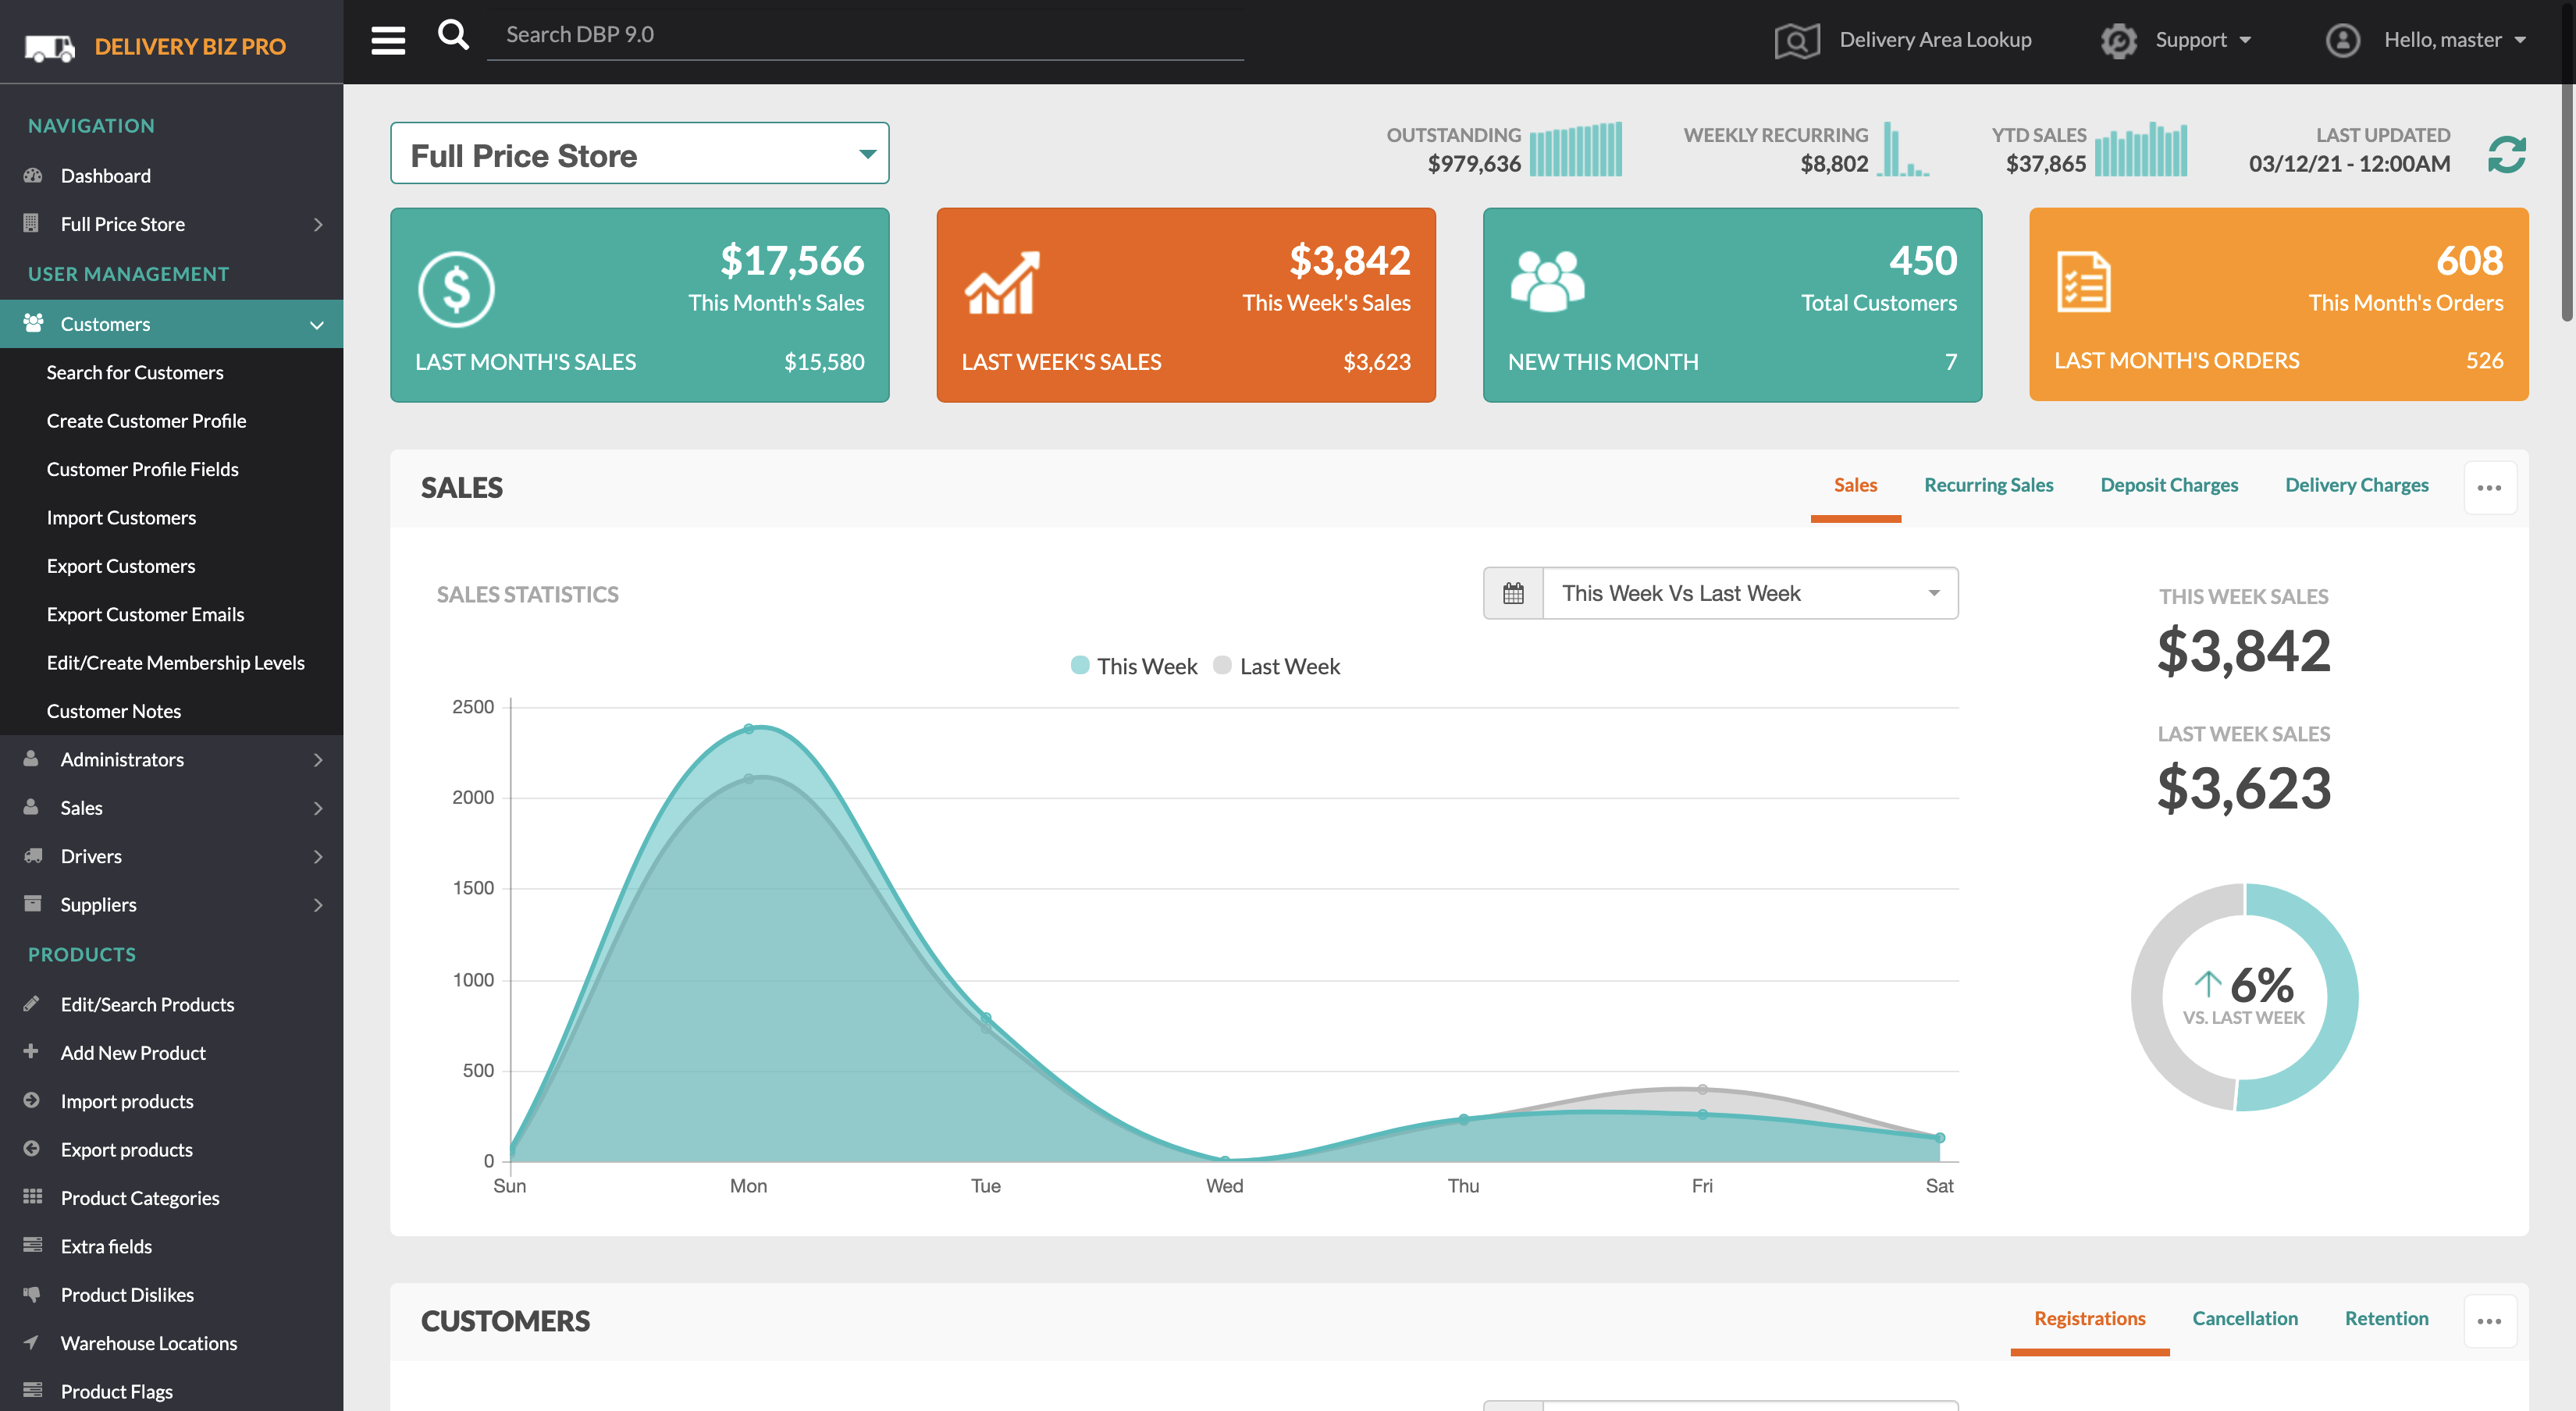 DELIVERY BIZ PRO
Search DBP 9.0
Delivery Area Lookup
Support
Hello, master
NAVIGATION
Dashboard
Full Price Store
USER MANAGEMENT
Customers
Search for Customers
Create Customer Profile
Customer Profile Fields
Import Customers
Export Customers
Export Customer Emails
Edit/Create Membership Levels
Customer Notes
Administrators
Sales
Drivers
Suppliers
PRODUCTS
Edit/Search Products
Add New Product
Import products
Export products
Product Categories
Extra fields
Product Dislikes
Warehouse Locations
Product Flags
Full Price Store
OUTSTANDING
$979,636
WEEKLY RECURRING
$8,802
YTD SALES
$37,865
LAST UPDATED
03/12/21 - 12:00AM
$17,566
This Month's Sales
LAST MONTH'S SALES $15,580
$3,842
This Week's Sales
LAST WEEK'S SALES $3,623
450
Total Customers
NEW THIS MONTH 7
608
This Month's Orders
LAST MONTH'S ORDERS 526
SALES
Sales Recurring Sales Deposit Charges Delivery Charges
SALES STATISTICS
This Week Vs Last Week
This Week Last Week
2500
2000
1500
1000
500
0
Sun Mon Tue Wed Thu Fri Sat
THIS WEEK SALES
$3,842
LAST WEEK SALES
$3,623
6%
VS. LAST WEEK
CUSTOMERS
Registrations Cancellation Retention